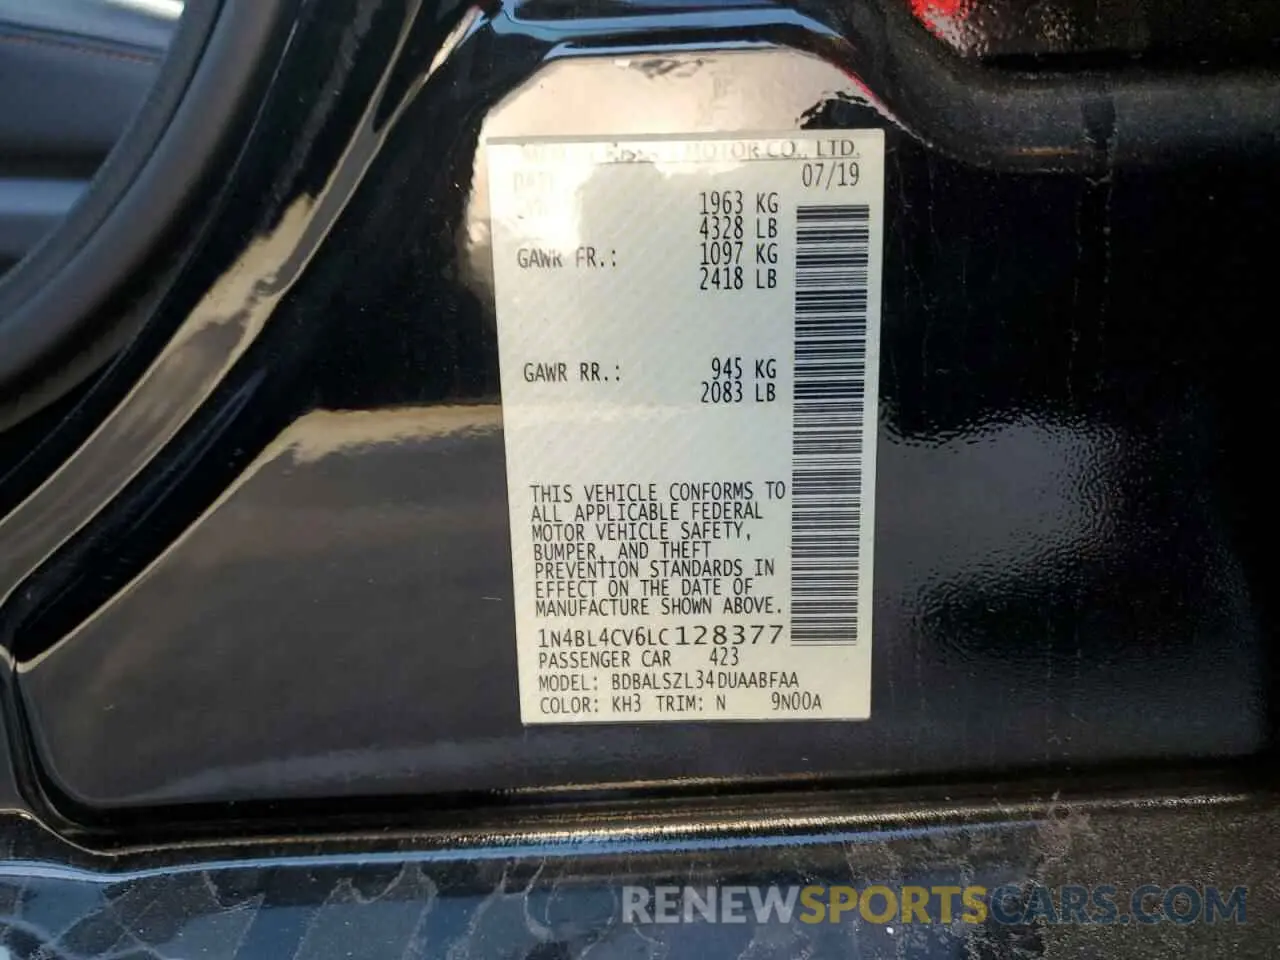 MOTOR CO., LTD.
07/19
1963 KG
4328 LB
GAWR FR.: 1097 KG
2418 LB
GAWR RR.: 945 KG
2083 LB
THIS VEHICLE CONFORMS TO
ALL APPLICABLE FEDERAL
MOTOR VEHICLE SAFETY,
BUMPER, AND THEFT
PREVENTION STANDARDS IN
EFFECT ON THE DATE OF
MANUFACTURE SHOWN ABOVE.
1N4BL4CV6LC128377
PASSENGER CAR 423
MODEL: BDBALSZL34DUAABFAA
COLOR: KH3 TRIM: N 9N00A
RENEWSPORTSCARS.COM